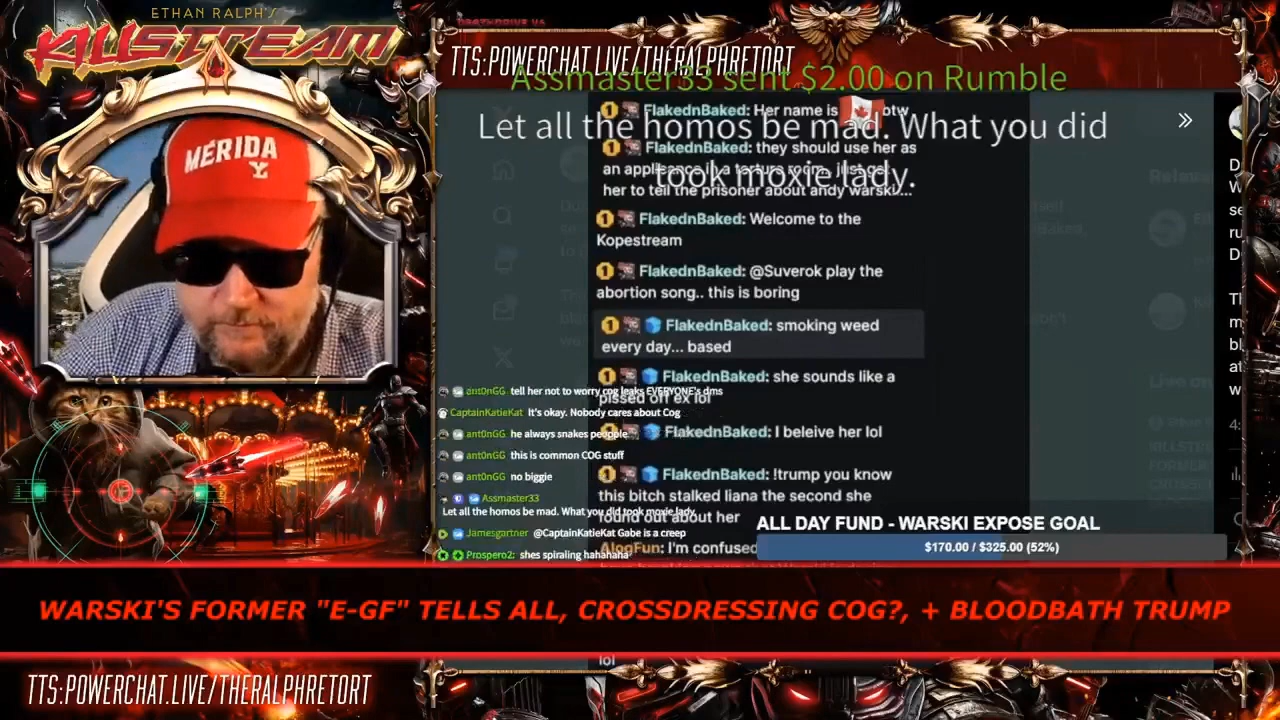 ETHAN RALPH'S
KILLSTREAM
MERIDA
Y
TTS:POWERCHAT.LIVE/THERALPHRETORT
Assmaster33 sent $2.00 on Rumble
Let all the homos be mad. What you did
took moxie lady.
FlakednBaked: Her name is
FlakednBaked: they should use her as
her to tell the prisoner about andy warski...
FlakednBaked: Welcome to the
Kopestream
FlakednBaked: @Suverok play the
abortion song.. this is boring
FlakednBaked: smoking weed
every day... based
FlakednBaked: she sounds like a
pissed off ex lol
FlakednBaked: I beleive her lol
FlakednBaked: !trump you know
this bitch stalked liana the second she
found out about her
AlogFun: I'm confused
lol
ant0nGG tell her not to worry cog leaks EVERYONE's dms
CaptainKatieKat It's okay. Nobody cares about Cog
ant0nGG he always snakes people
ant0nGG this is common COG stuff
ant0nGG no biggie
Assmaster33
Let all the homos be mad. What you did took moxie lady.
Jamesgartner @CaptainKatieKat Gabe is a creep
Prospero2: shes spiraling hahahaha
ALL DAY FUND - WARSKI EXPOSE GOAL
$170.00 / $325.00 (52%)
WARSKI'S FORMER "E-GF" TELLS ALL, CROSSDRESSING COG?, + BLOODBATH TRUMP
TTS:POWERCHAT.LIVE/THERALPHRETORT